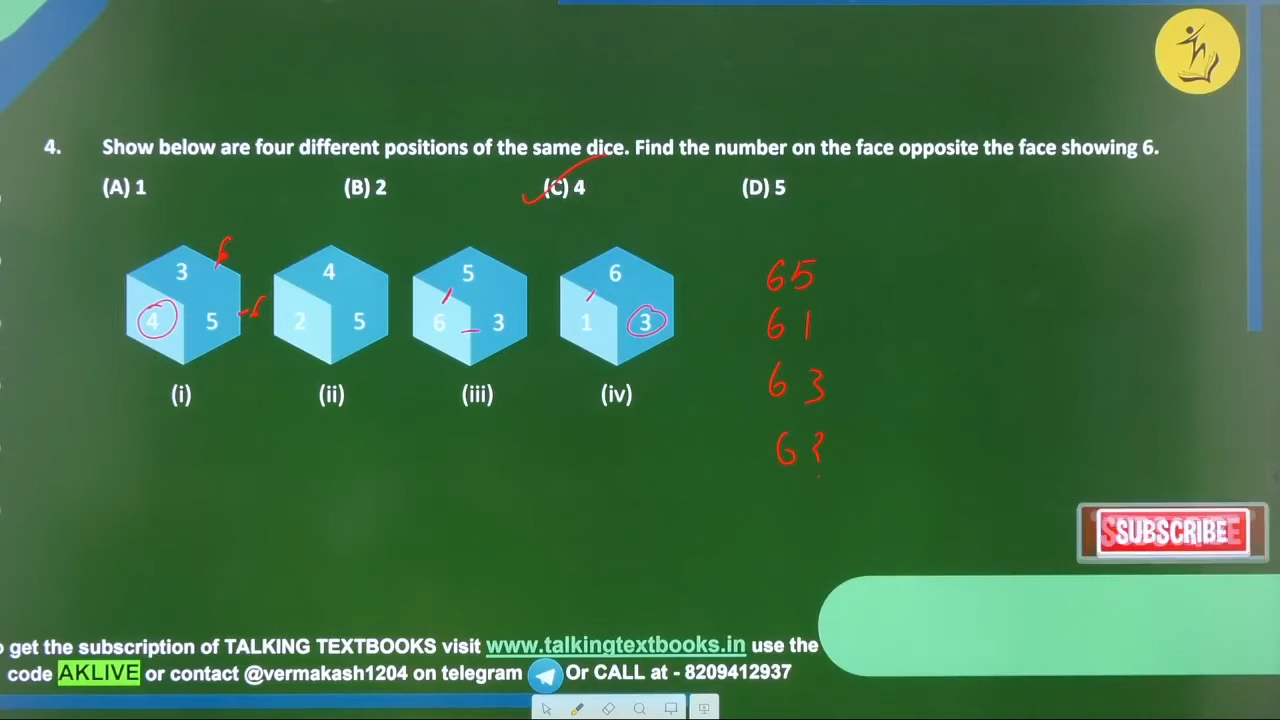 4. Show below are four different positions of the same dice. Find the number on the face opposite the face showing 6.
(A) 1 (B) 2 (C) 4 (D) 5
3 4 5 6
4 5 2 5 6 3 1 3
(i) (ii) (iii) (iv)
6 5
6 1
6 3
6 ?
SUBSCRIBE
o get the subscription of TALKING TEXTBOOKS visit www.talkingtextbooks.in use the
code AKLIVE or contact @vermakash1204 on telegram Or CALL at - 8209412937